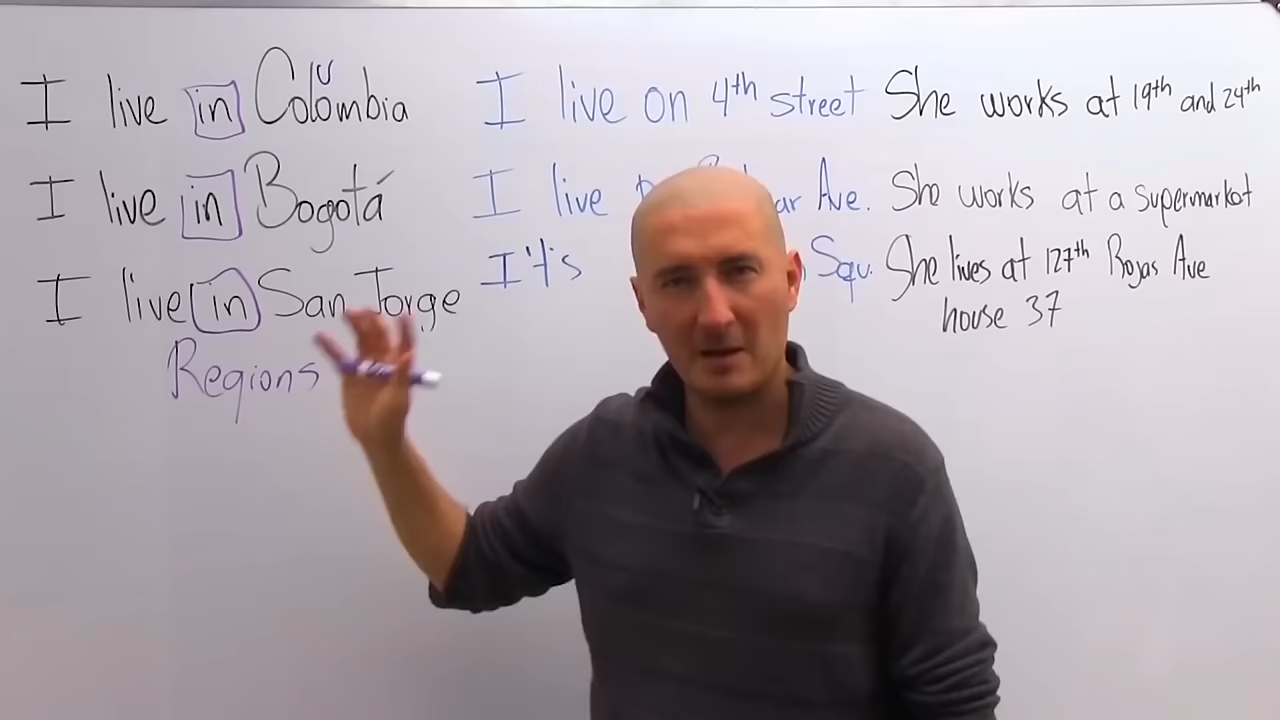 I live in Colombia
I live in Bogotá
I live in San Jorge
Regions
I live on 4th street
I live Ave.
It's Squ.
She works at 19th and 24th
She works at a supermarket
She lives at 127th Rojas Ave
house 37